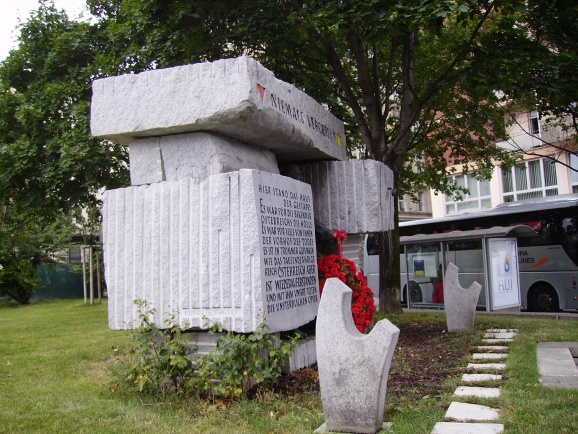 NIEMALS VERGESSEN
HIER STAND DAS HAUS
DER GESTAPO
ES WAR FÜR DIE BEKENNER
ÖSTERREICHS DIE HÖLLE
ES WAR FÜR VIELE VON IHNEN
DER VORHOF DES TODES
ES IST IN TRÜMMER GESUNKEN
WIE DAS TAUSENDJÄHRIGE
REICH ÖSTERREICH ABER
IST WIEDERAUFERSTANDEN
UND MIT IHM UNSERE TOTEN
DIE UNSTERBLICHEN OPFER